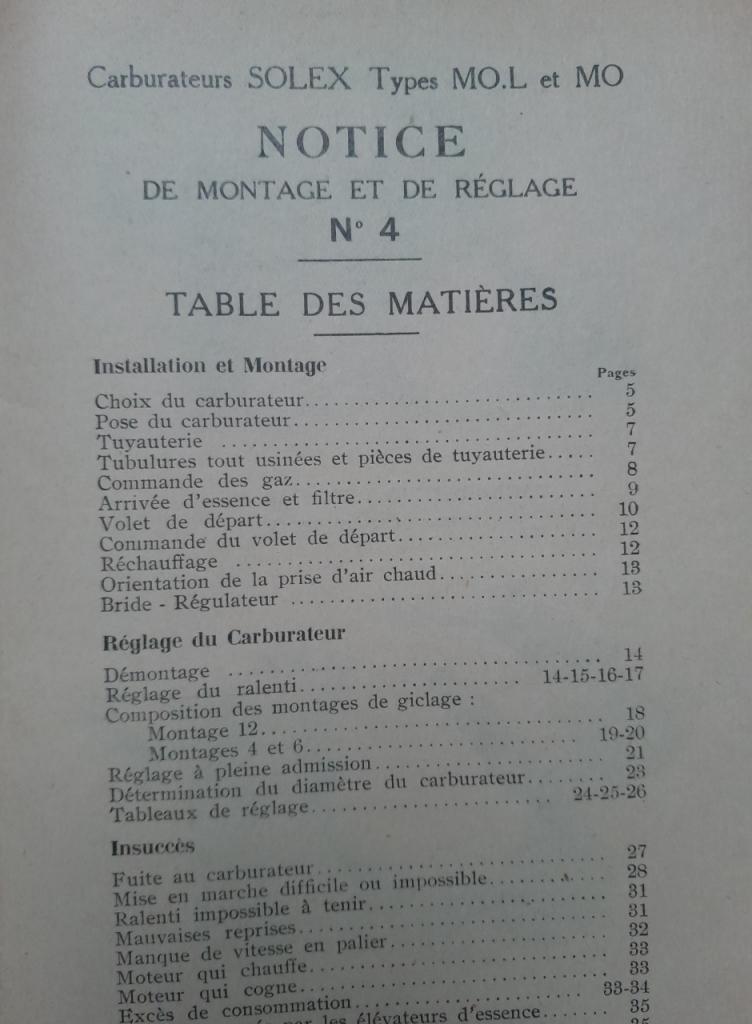 Carburateurs SOLEX Types MO.L et MO
NOTICE
DE MONTAGE ET DE RÉGLAGE
N° 4
TABLE DES MATIÈRES
Installation et Montage
Pages
Choix du carburateur.............................. 5
Pose du carburateur.............................. 5
Tuyauterie .............................. 7
Tubulures tout usinées et pièces de tuyauterie..... 7
Commande des gaz.............................. 8
Arrivée d'essence et filtre.............................. 9
Volet de départ.............................. 10
Commande du volet de départ.................... 12
Réchauffage .............................. 12
Orientation de la prise d'air chaud................ 13
Bride - Régulateur .............................. 13
Réglage du Carburateur
Démontage .............................. 14
Réglage du ralenti.................... 14-15-16-17
Composition des montages de giclage :
Montage 12.............................. 18
Montages 4 et 6.............................. 19-20
Réglage à pleine admission.................... 21
Détermination du diamètre du carburateur........ 23
Tableaux de réglage.................... 24-25-26
Insuccès
Fuite au carburateur.............................. 27
Mise en marche difficile ou impossible............ 28
Ralenti impossible à tenir.................... 31
Mauvaises reprises.............................. 31
Manque de vitesse en palier.................... 32
Moteur qui chauffe.............................. 33
Moteur qui cogne.............................. 33
Excès de consommation.................... 33-34
par les élévateurs d'essence...... 35